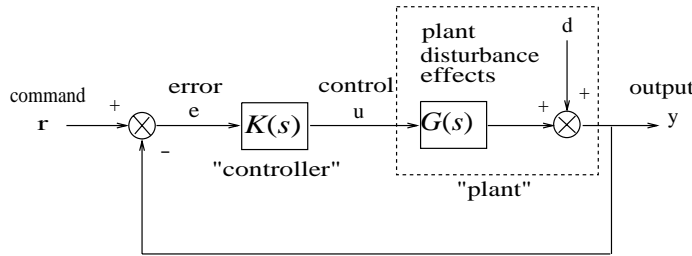 plant
disturbance
effects
d
command
r
+
−
error
e
K(s)
"controller"
control
u
G(s)
+
+
"plant"
output
y